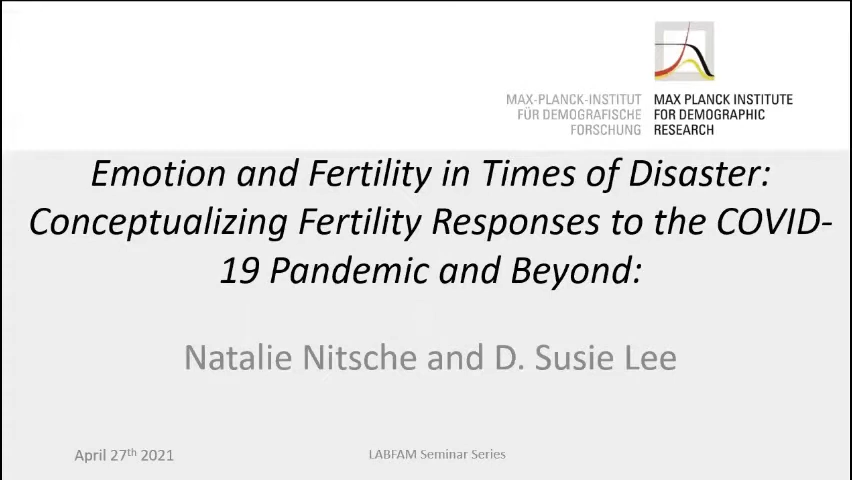 MAX-PLANCK-INSTITUT
FÜR DEMOGRAFISCHE
FORSCHUNG
MAX PLANCK INSTITUTE
FOR DEMOGRAPHIC
RESEARCH
Emotion and Fertility in Times of Disaster:
Conceptualizing Fertility Responses to the COVID-
19 Pandemic and Beyond:
Natalie Nitsche and D. Susie Lee
April 27th 2021
LABFAM Seminar Series